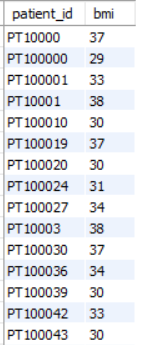 patient_id bmi
PT10000 37
PT100000 29
PT100001 33
PT10001 38
PT100010 30
PT100019 37
PT100020 30
PT100024 31
PT100027 34
PT10003 38
PT100030 37
PT100036 34
PT100039 30
PT100042 33
PT100043 30